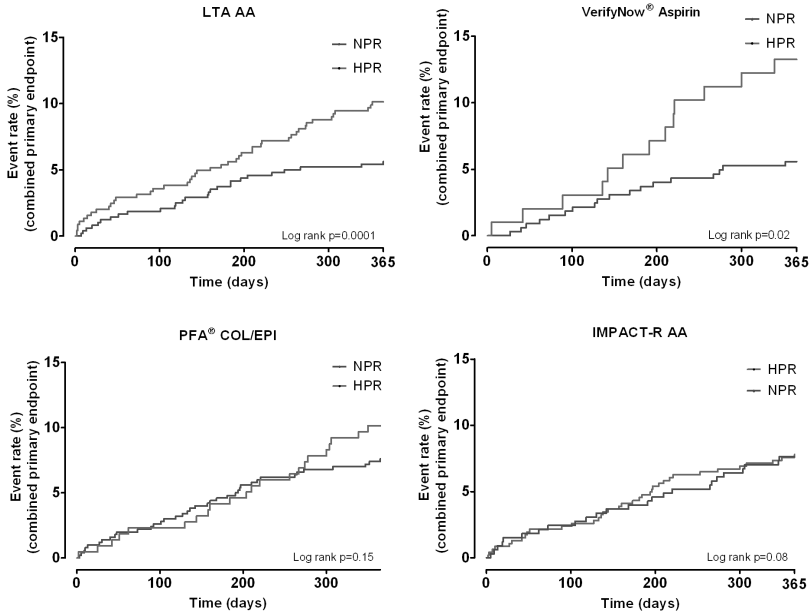 LTA AA
Event rate (%)
(combined primary endpoint)
15
10
5
0
NPR
HPR
Log rank p=0.0001
0 100 200 300 365
Time (days)
VerifyNow® Aspirin
Event rate (%)
(combined primary endpoint)
15
10
5
0
NPR
HPR
Log rank p=0.02
0 100 200 300 365
Time (days)
PFA® COL/EPI
Event rate (%)
(combined primary endpoint)
15
10
5
0
NPR
HPR
Log rank p=0.15
0 100 200 300
Time (days)
IMPACT-R AA
Event rate (%)
(combined primary endpoint)
15
10
5
0
HPR
NPR
Log rank p=0.08
0 100 200 300 365
Time (days)